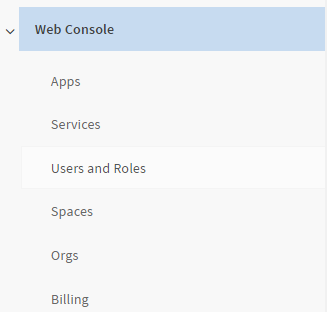 Web Console
Apps
Services
Users and Roles
Spaces
Orgs
Billing